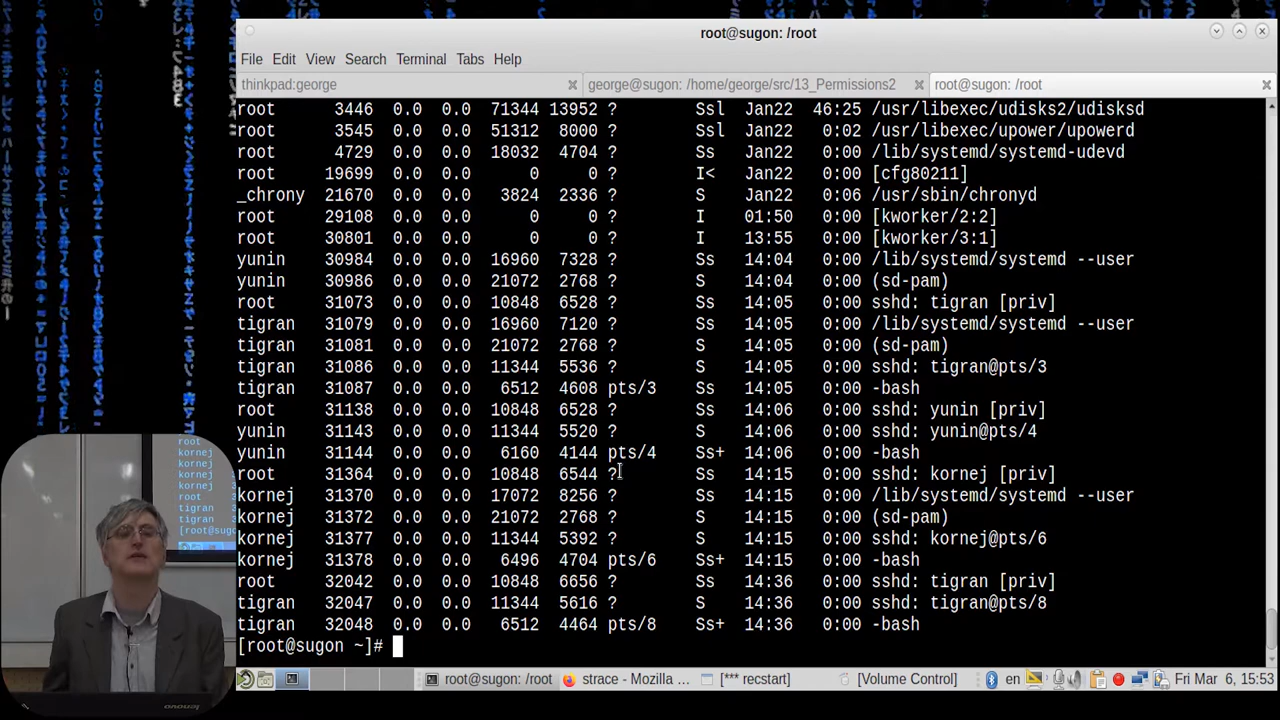 root@sugon: /root
File Edit View Search Terminal Tabs Help
thinkpad:george
george@sugon: /home/george/src/13_Permissions2
root@sugon: /root
root 3446 0.0 0.0 71344 13952 ? Ssl Jan22 46:25 /usr/libexec/udisks2/udisksd
root 3545 0.0 0.0 51312 8000 ? Ssl Jan22 0:02 /usr/libexec/upower/upowerd
root 4729 0.0 0.0 18032 4704 ? Ss Jan22 0:00 /lib/systemd/systemd-udevd
root 19699 0.0 0.0 0 0 ? I< Jan22 0:00 [cfg80211]
_chrony 21670 0.0 0.0 3824 2336 ? S Jan22 0:06 /usr/sbin/chronyd
root 29108 0.0 0.0 0 0 ? I 01:50 0:00 [kworker/2:2]
root 30801 0.0 0.0 0 0 ? I 13:55 0:00 [kworker/3:1]
yunin 30984 0.0 0.0 16960 7328 ? Ss 14:04 0:00 /lib/systemd/systemd --user
yunin 30986 0.0 0.0 21072 2768 ? S 14:04 0:00 (sd-pam)
root 31073 0.0 0.0 10848 6528 ? Ss 14:05 0:00 sshd: tigran [priv]
tigran 31079 0.0 0.0 16960 7120 ? Ss 14:05 0:00 /lib/systemd/systemd --user
tigran 31081 0.0 0.0 21072 2768 ? S 14:05 0:00 (sd-pam)
tigran 31086 0.0 0.0 11344 5536 ? S 14:05 0:00 sshd: tigran@pts/3
tigran 31087 0.0 0.0 6512 4608 pts/3 Ss 14:05 0:00 -bash
root 31138 0.0 0.0 10848 6528 ? Ss 14:06 0:00 sshd: yunin [priv]
yunin 31143 0.0 0.0 11344 5520 ? S 14:06 0:00 sshd: yunin@pts/4
yunin 31144 0.0 0.0 6160 4144 pts/4 Ss+ 14:06 0:00 -bash
root 31364 0.0 0.0 10848 6544 ? Ss 14:15 0:00 sshd: kornej [priv]
kornej 31370 0.0 0.0 17072 8256 ? Ss 14:15 0:00 /lib/systemd/systemd --user
kornej 31372 0.0 0.0 21072 2768 ? S 14:15 0:00 (sd-pam)
kornej 31377 0.0 0.0 11344 5392 ? S 14:15 0:00 sshd: kornej@pts/6
kornej 31378 0.0 0.0 6496 4704 pts/6 Ss+ 14:15 0:00 -bash
root 32042 0.0 0.0 10848 6656 ? Ss 14:36 0:00 sshd: tigran [priv]
tigran 32047 0.0 0.0 11344 5616 ? S 14:36 0:00 sshd: tigran@pts/8
tigran 32048 0.0 0.0 6512 4464 pts/8 Ss+ 14:36 0:00 -bash
[root@sugon ~]#
root
kornej
kornej
kornej
kornej
root
tigran
tigran
[root@sugo
lenovo
root@sugon: /root
strace - Mozilla ...
[*** recstart]
[Volume Control]
en
Fri Mar 6, 15:53